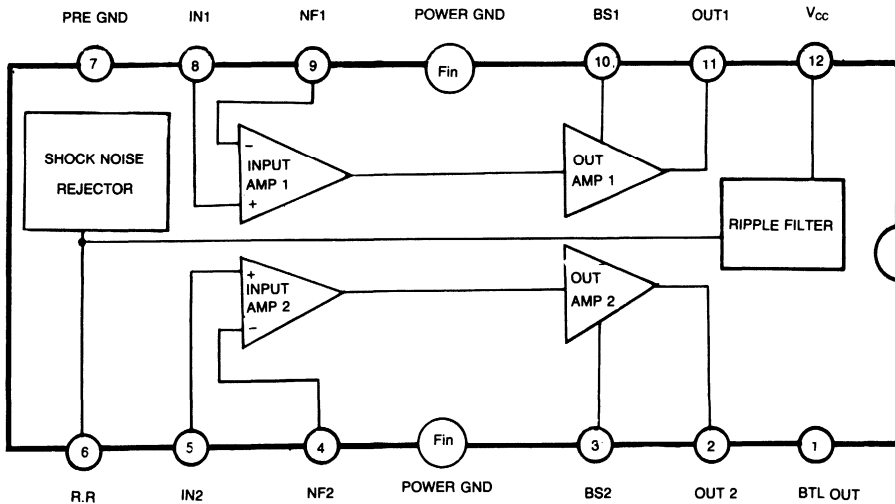 PRE GND IN1 NF1 POWER GND BS1 OUT1 VCC
7 8 9 Fin 10 11 12
SHOCK NOISE
REJECTOR
−
INPUT
AMP 1
+
OUT
AMP 1
RIPPLE FILTER
+
INPUT
AMP 2
−
OUT
AMP 2
6 5 4 Fin 3 2 1
R.R IN2 NF2 POWER GND BS2 OUT 2 BTL OUT